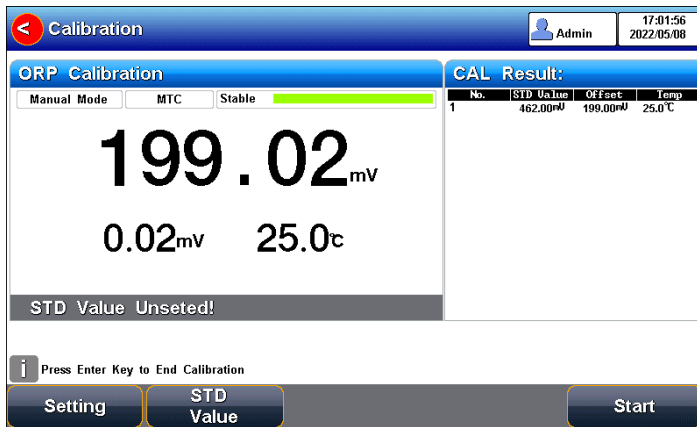 <
Calibration
Admin
17:01:56
2022/05/08
ORP Calibration
Manual Mode
MTC
Stable
199.02mV
0.02mV
25.0℃
STD Value Unseted!
CAL Result:
No. STD Value Offset Temp
1 462.00mV 199.00mV 25.0℃
i Press Enter Key to End Calibration
Setting
STD
Value
Start